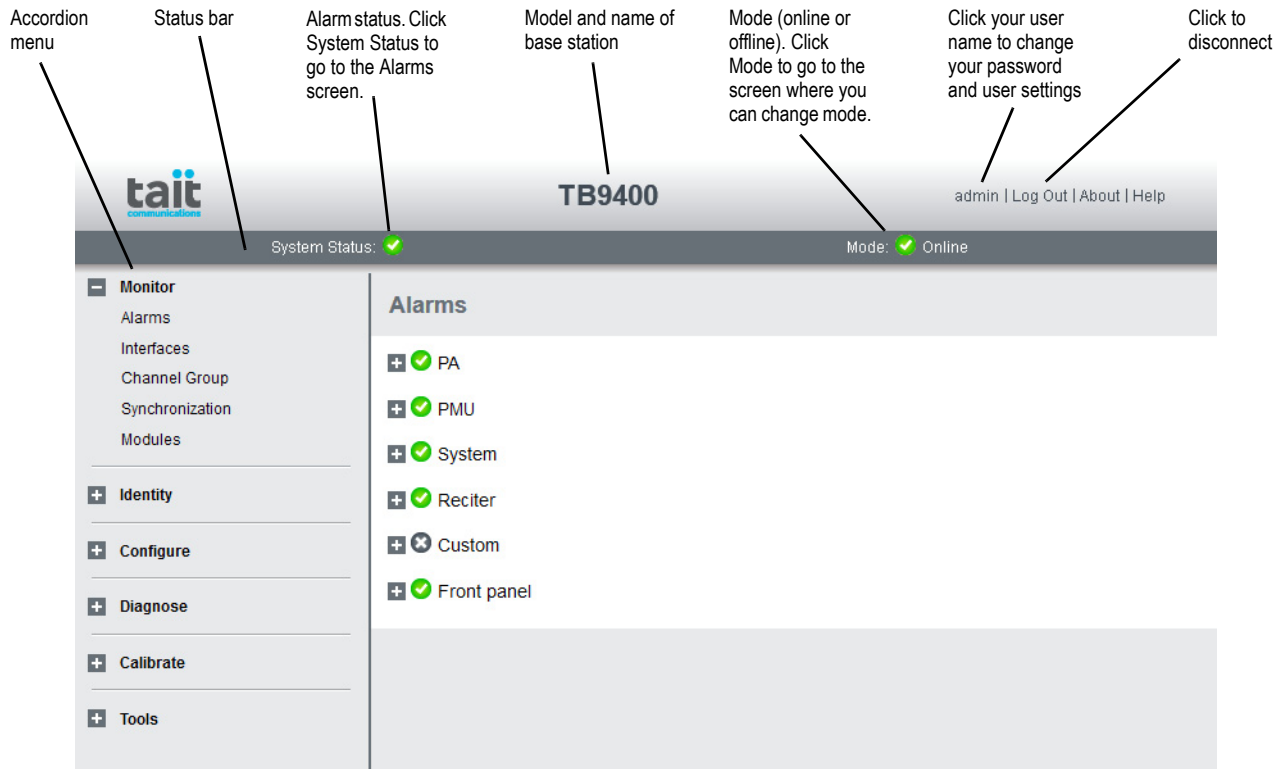 Accordion
menu
Status bar
Alarm status. Click
System Status to
go to the Alarms
screen.
Model and name of
base station
Mode (online or
offline). Click
Mode to go to the
screen where you
can change mode.
Click your user
name to change
your password
and user settings
Click to
disconnect
tait
communications
TB9400
admin | Log Out | About | Help
System Status:
Mode: Online
Monitor
Alarms
Interfaces
Channel Group
Synchronization
Modules
Identity
Configure
Diagnose
Calibrate
Tools
Alarms
PA
PMU
System
Reciter
Custom
Front panel